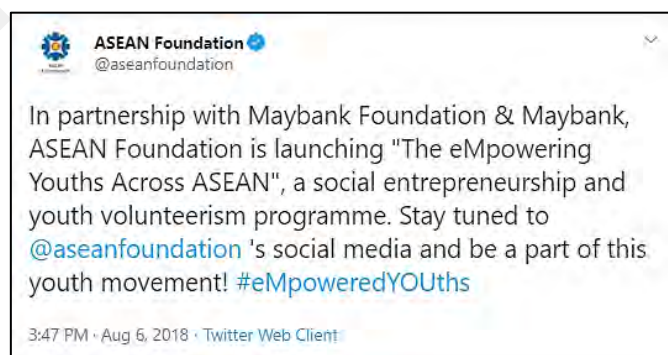 ASEAN Foundation
@aseanfoundation
In partnership with Maybank Foundation & Maybank,
ASEAN Foundation is launching "The eMpowering
Youths Across ASEAN", a social entrepreneurship and
youth volunteerism programme. Stay tuned to
@aseanfoundation 's social media and be a part of this
youth movement! #eMpoweredYOUths
3:47 PM · Aug 6, 2018 · Twitter Web Client